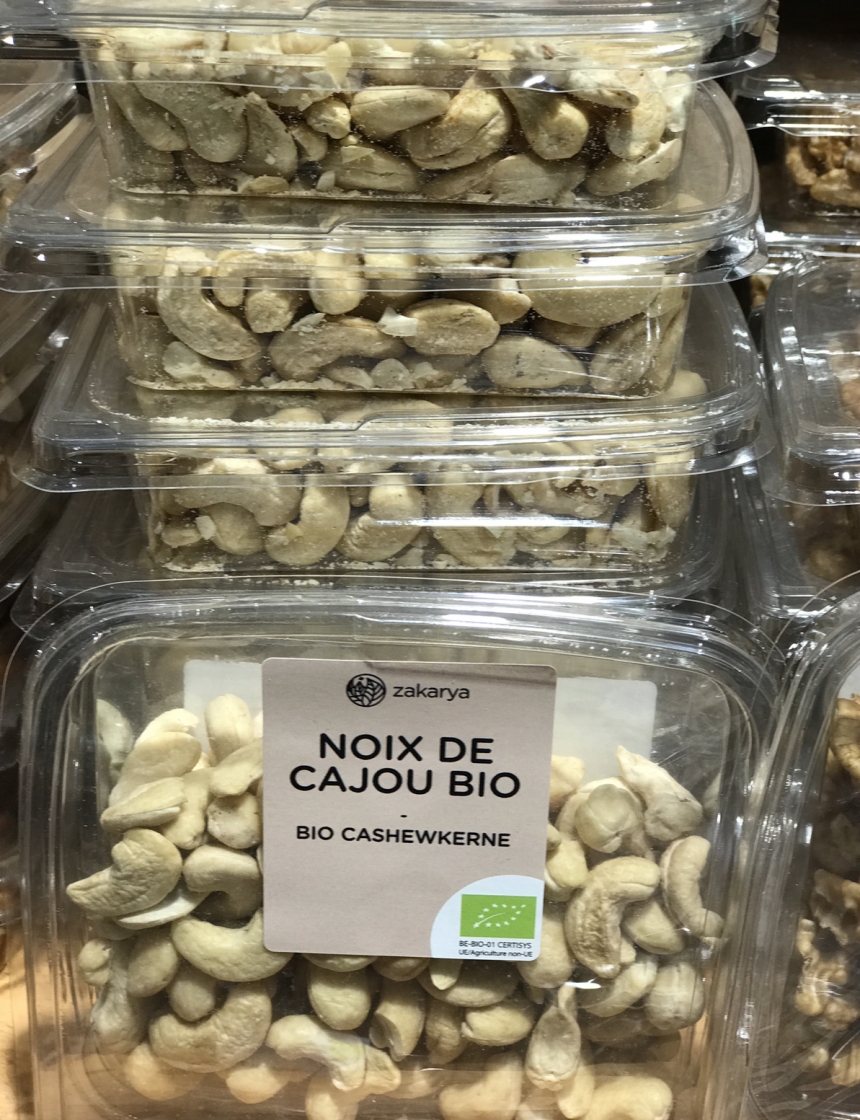 zakarya
NOIX DE
CAJOU BIO
-
BIO CASHEWKERNE
BE-BIO-01 CERTISYS
UE/Agriculture non-UE